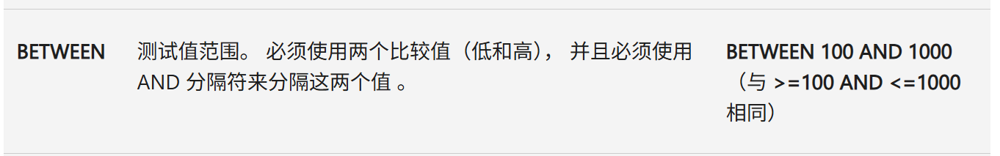 BETWEEN
测试值范围。 必须使用两个比较值（低和高）， 并且必须使用
AND 分隔符来分隔这两个值 。
BETWEEN 100 AND 1000
（与 >=100 AND <=1000
相同）